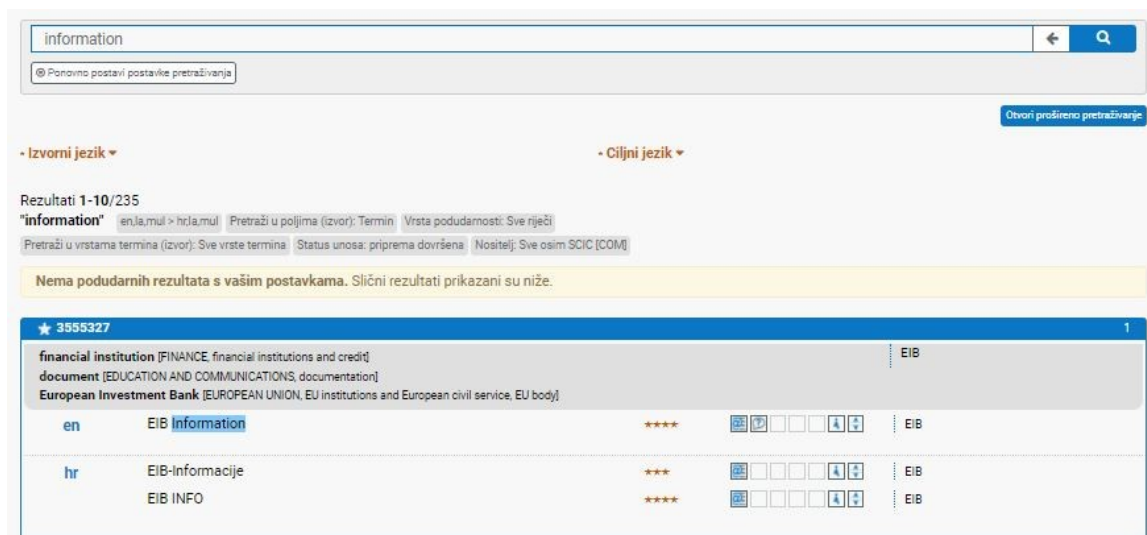 information
Ponovno postavi postavke pretraživanja
Otvori prošireno pretraživanje
Izvorni jezik
Ciljni jezik
Rezultati 1-10/235
"information" en,la,mul > hr,la,mul Pretraži u poljima (izvor): Termin Vrsta podudarnosti: Sve riječi
Pretraži u vrstama termina (izvor): Sve vrste termina Status unosa: priprema dovršena Nositelj: Sve osim SCIC [COM]
Nema podudarnih rezultata s vašim postavkama. Slični rezultati prikazani su niže.
★ 3555327 1
financial institution [FINANCE, financial institutions and credit] EIB
document [EDUCATION AND COMMUNICATIONS, documentation]
European Investment Bank [EUROPEAN UNION, EU institutions and European civil service, EU body]
en EIB Information **** EIB
hr EIB-Informacije *** EIB
EIB INFO **** EIB